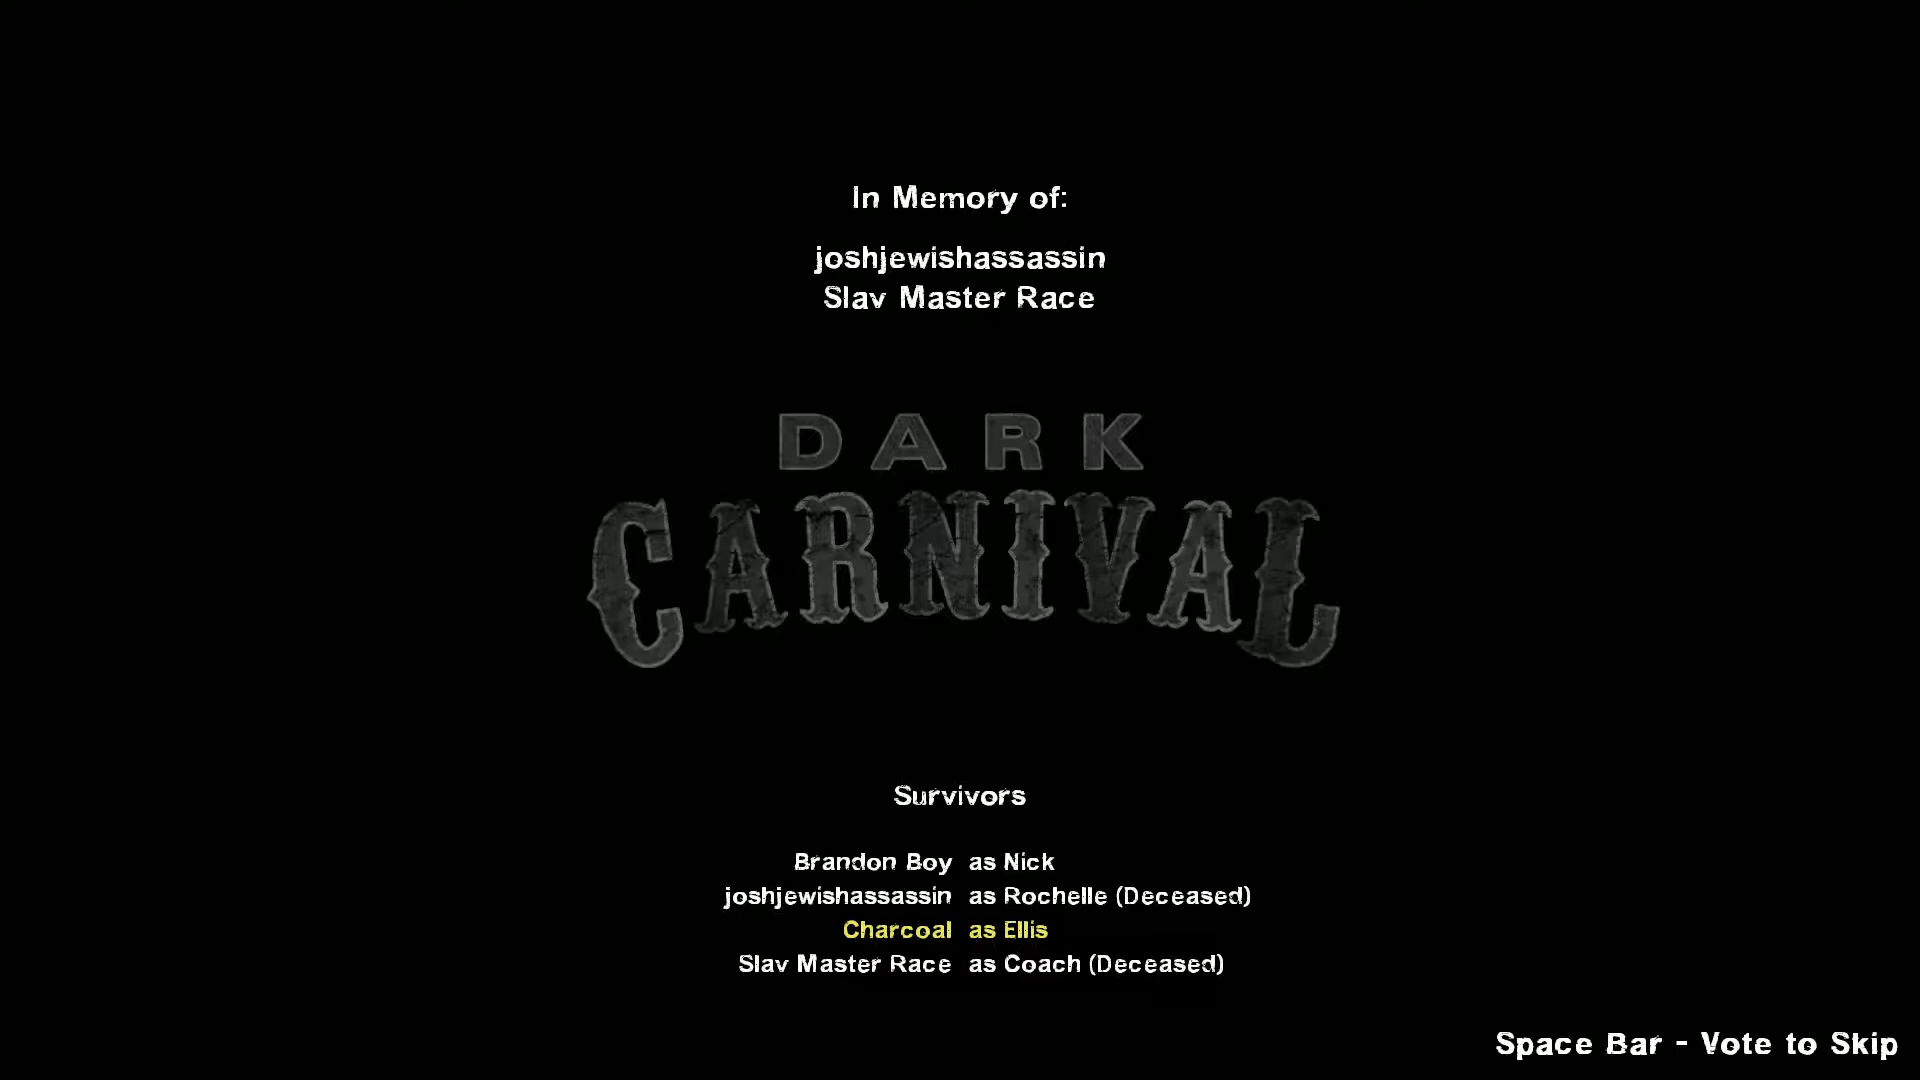 In Memory of:
joshjewishassassin
Slav Master Race
DARK
CARNIVAL
Survivors
Brandon Boy as Nick
joshjewishassassin as Rochelle (Deceased)
Charcoal as Ellis
Slav Master Race as Coach (Deceased)
Space Bar - Vote to Skip